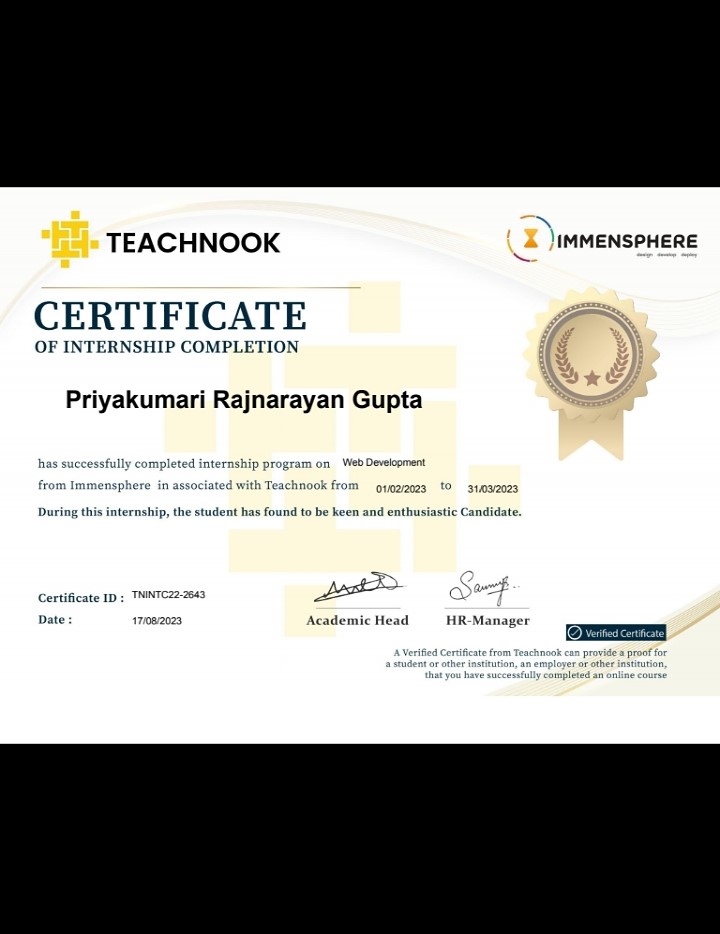 TEACHNOOK
IMMENSPHERE
design develop deploy
CERTIFICATE
OF INTERNSHIP COMPLETION
Priyakumari Rajnarayan Gupta
has successfully completed internship program on Web Development
from Immensphere in associated with Teachnook from 01/02/2023 to 31/03/2023
During this internship, the student has found to be keen and enthusiastic Candidate.
Certificate ID : TNINTC22-2643
Date : 17/08/2023
Academic Head
HR-Manager
Verified Certificate
A Verified Certificate from Teachnook can provide a proof for
a student or other institution, an employer or other institution,
that you have successfully completed an online course